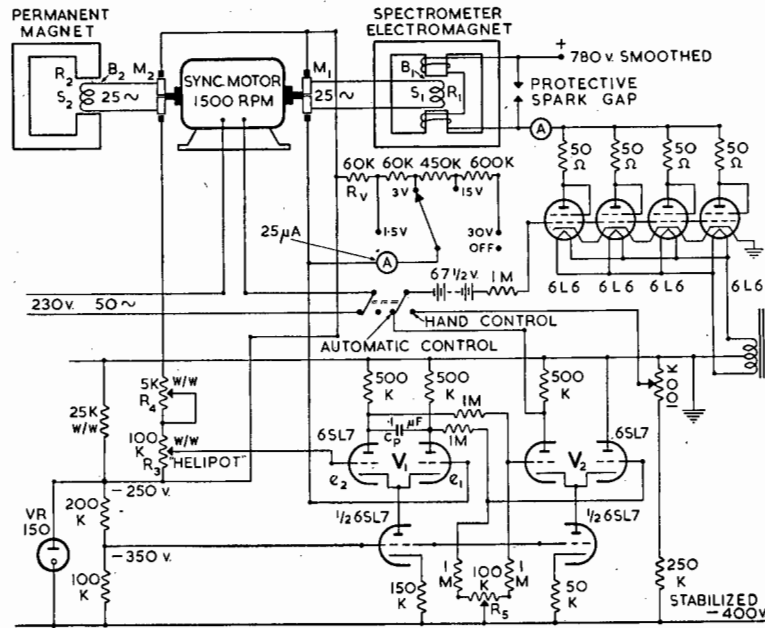 PERMANENT
MAGNET
SPECTROMETER
ELECTROMAGNET
R2
B2
M2
S2
25~
SYNC. MOTOR
1500 RPM
M1
25~
B1
S1
R1
+
780 V. SMOOTHED
PROTECTIVE
SPARK GAP
A
50
Ω
50
Ω
50
Ω
50
Ω
60K
60K
450K
600K
RV
3V
15V
1·5V
30V
OFF
25μA
A
67 1/2 V.
1M
6L6
6L6
6L6
6L6
230V. 50~
HAND CONTROL
AUTOMATIC CONTROL
5K
W/W
R4
25K
W/W
100
K
W/W
R3
"HELIPOT"
500
K
500
K
1M
·1 μF
CP
1M
500
K
100K
6SL7
V1
e2
e1
V2
6SL7
-250 V.
VR
150
200
K
-350 V.
100
K
1/2 6SL7
1/2 6SL7
150
K
1
M
100
K
R5
1
M
50
K
250
K
STABILIZED
-400V